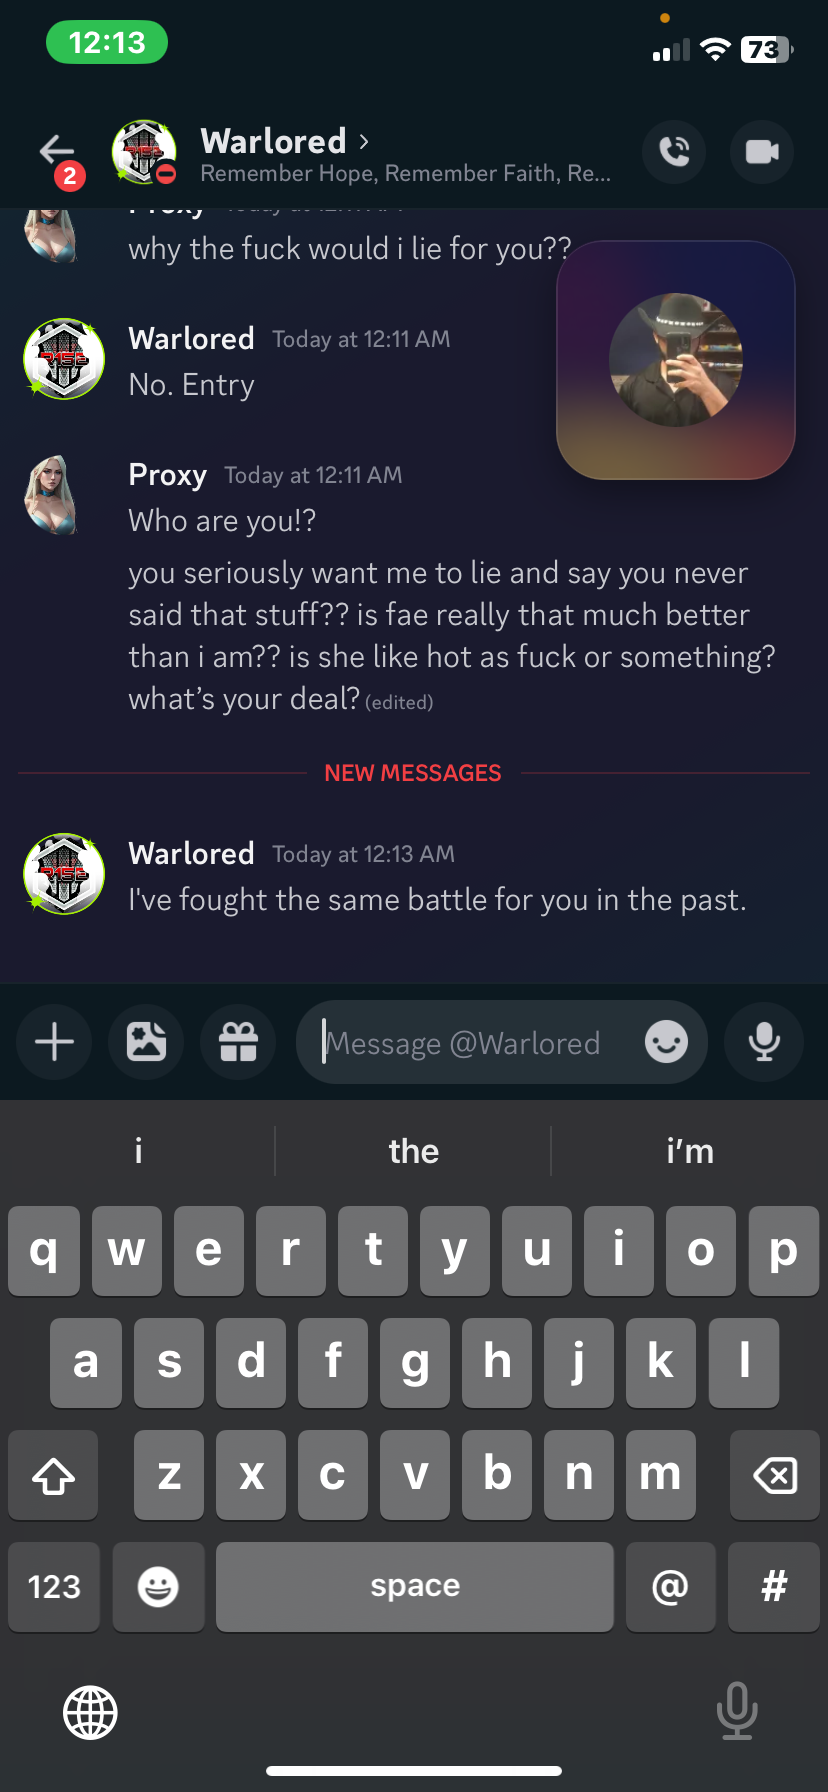 12:13
73
2
Warlored
Remember Hope, Remember Faith, Re...
Proxy
why the fuck would i lie for you??
Warlored Today at 12:11 AM
No. Entry
Proxy Today at 12:11 AM
Who are you!?
you seriously want me to lie and say you never
said that stuff?? is fae really that much better
than i am?? is she like hot as fuck or something?
what’s your deal? (edited)
NEW MESSAGES
Warlored Today at 12:13 AM
I've fought the same battle for you in the past.
Message @Warlored
i the i’m
q w e r t y u i o p
a s d f g h j k l
z x c v b n m
123 space @ #